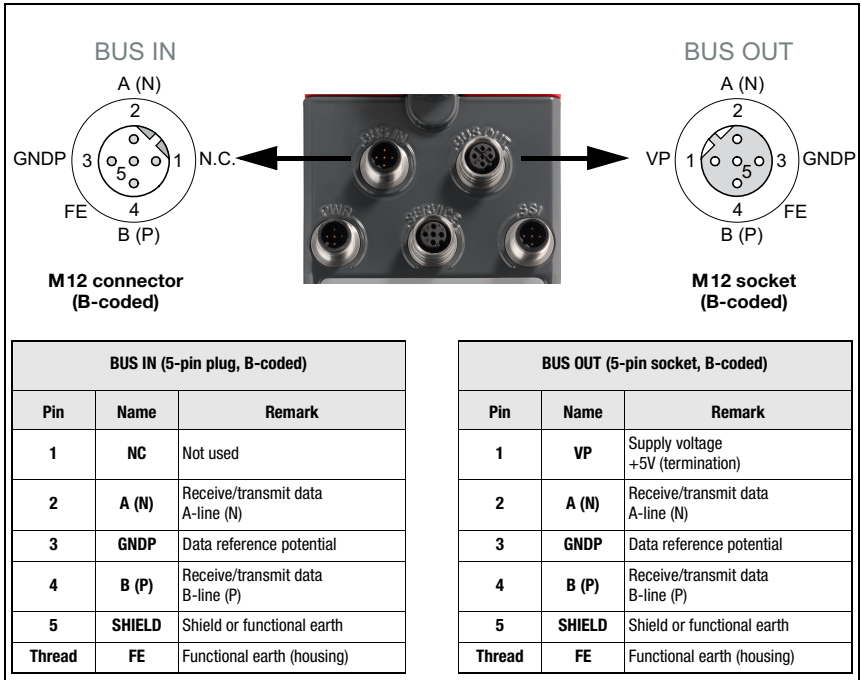 BUS IN
A (N)
2
GNDP 3 5 1 N.C.
FE 4
B (P)
M12 connector
(B-coded)
BUS IN
BUS OUT
PWR
SERVICE
SSI
BUS OUT
A (N)
2
VP 1 5 3 GNDP
4 FE
B (P)
M12 socket
(B-coded)
BUS IN (5-pin plug, B-coded)
Pin Name Remark
1 NC Not used
2 A (N) Receive/transmit data
A-line (N)
3 GNDP Data reference potential
4 B (P) Receive/transmit data
B-line (P)
5 SHIELD Shield or functional earth
Thread FE Functional earth (housing)
BUS OUT (5-pin socket, B-coded)
Pin Name Remark
1 VP Supply voltage
+5V (termination)
2 A (N) Receive/transmit data
A-line (N)
3 GNDP Data reference potential
4 B (P) Receive/transmit data
B-line (P)
5 SHIELD Shield or functional earth
Thread FE Functional earth (housing)